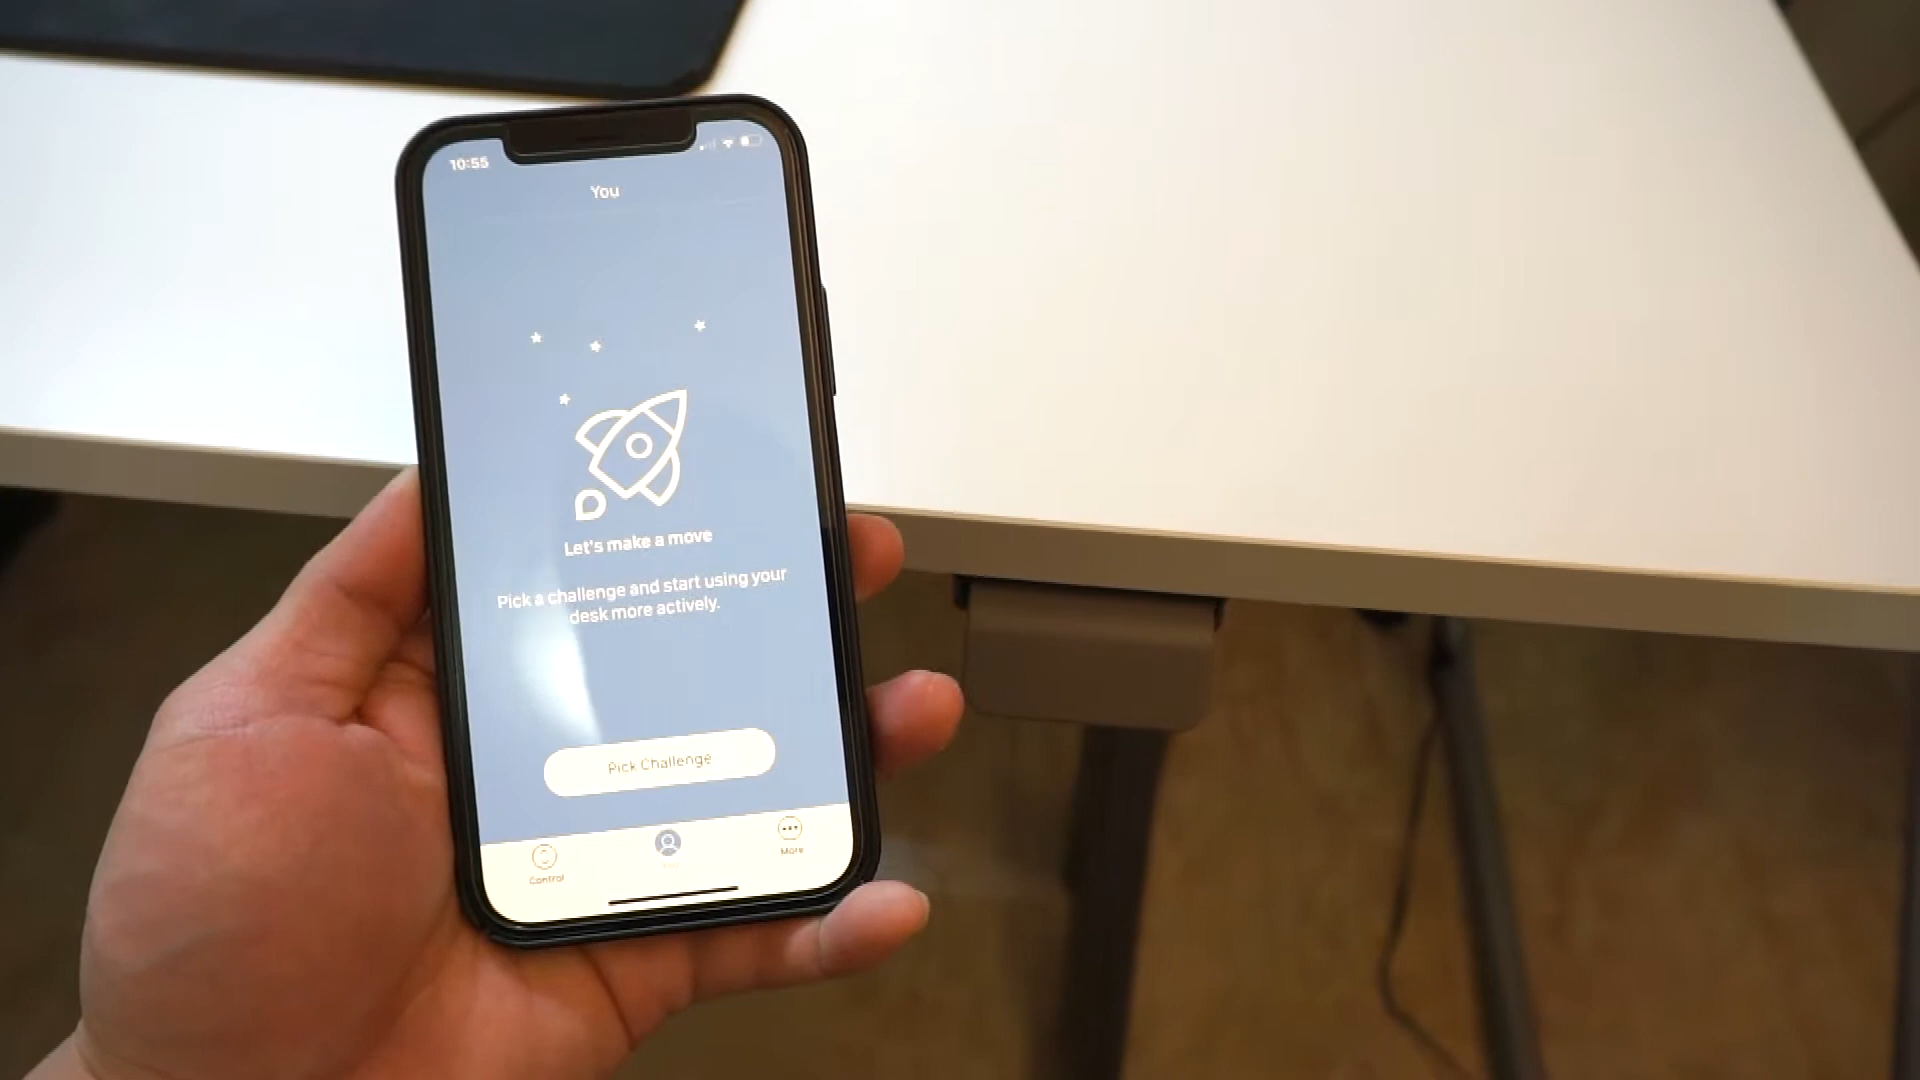 10:55
You
Let's make a move
Pick a challenge and start using your
desk more actively.
Pick Challenge
Control
More